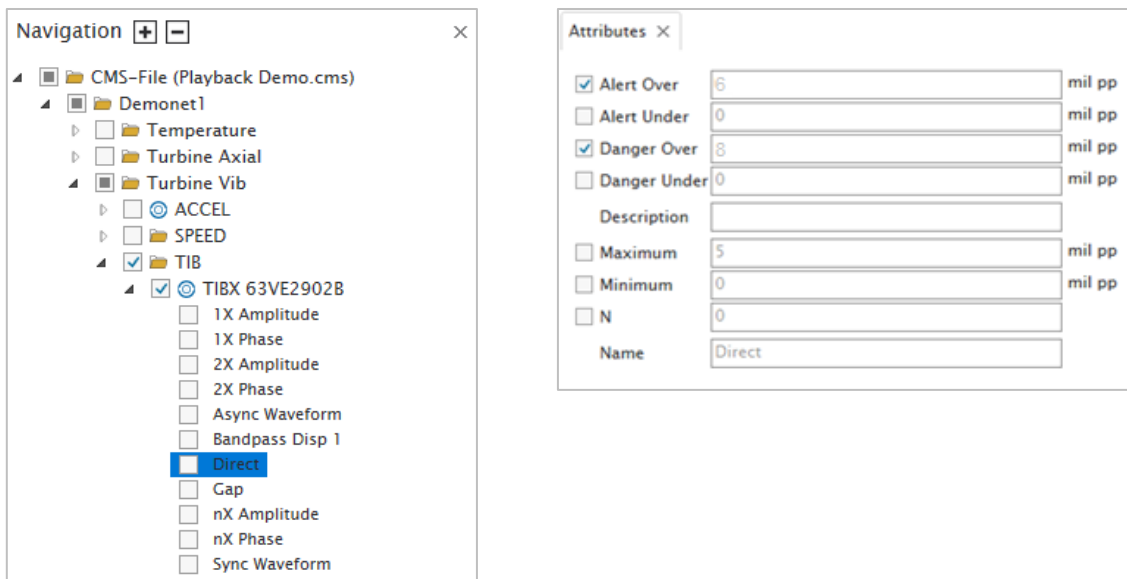 Navigation
CMS-File (Playback Demo.cms)
Demonet1
Temperature
Turbine Axial
Turbine Vib
ACCEL
SPEED
TIB
TIBX 63VE2902B
1X Amplitude
1X Phase
2X Amplitude
2X Phase
Async Waveform
Bandpass Disp 1
Direct
Gap
nX Amplitude
nX Phase
Sync Waveform
Attributes
Alert Over 6 mil pp
Alert Under 0 mil pp
Danger Over 8 mil pp
Danger Under 0 mil pp
Description
Maximum 5 mil pp
Minimum 0 mil pp
N 0
Name Direct